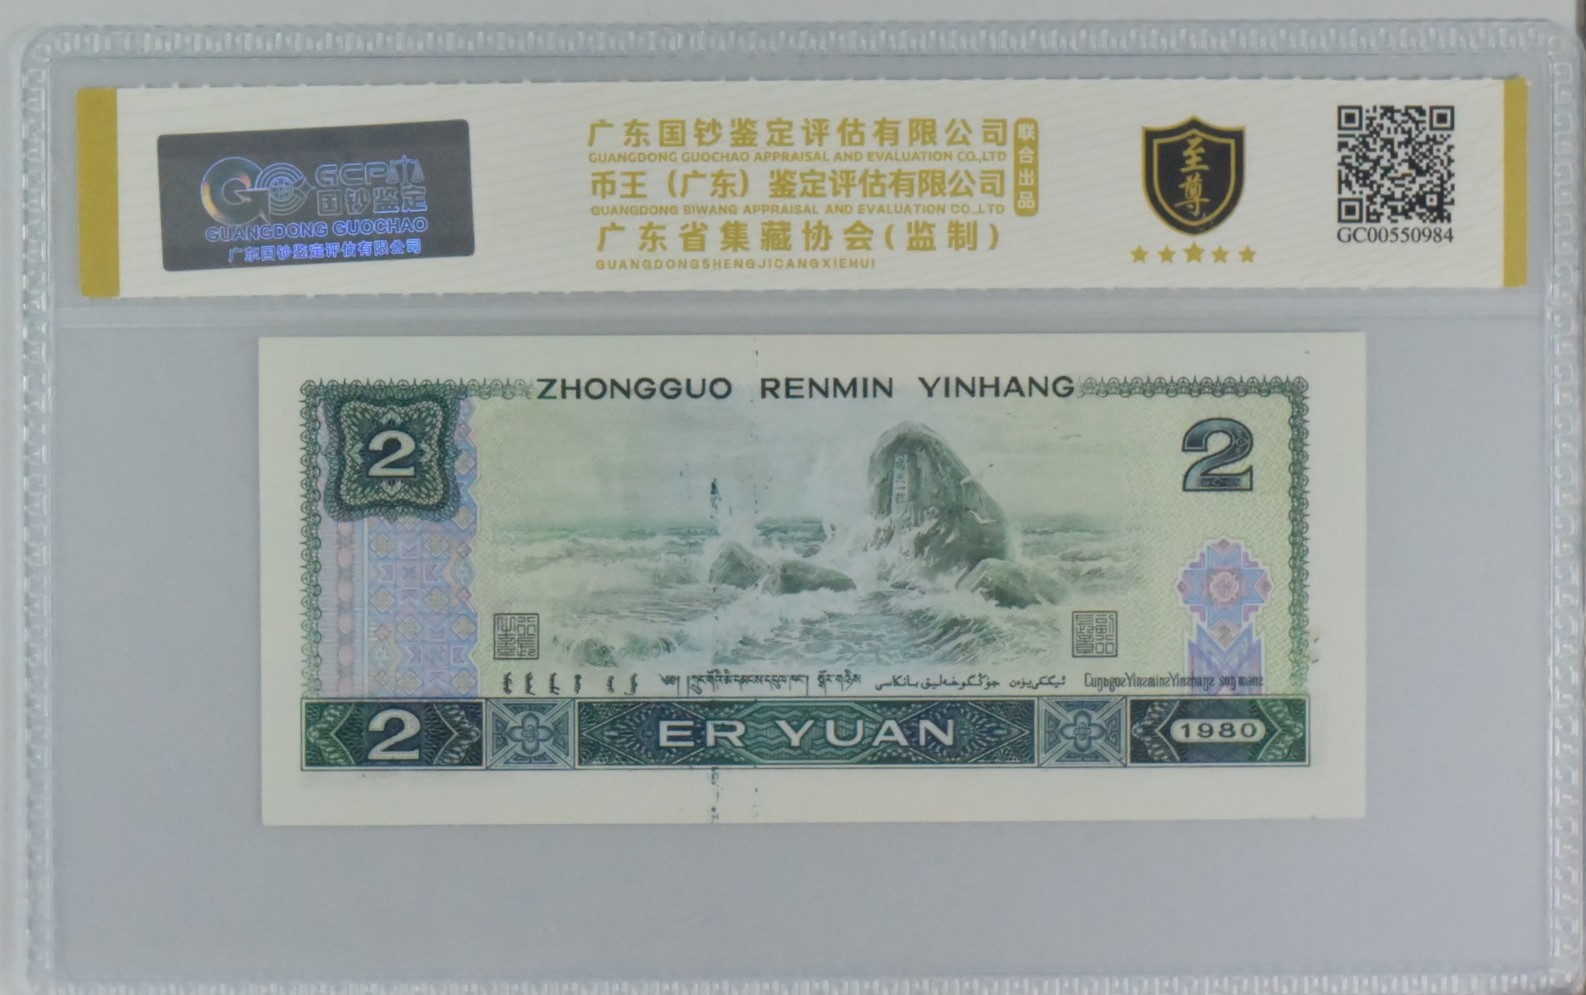 GCP
国钞鉴定
GUANGDONG GUOCHAO
广东国钞鉴定评估有限公司
广东国钞鉴定评估有限公司
GUANGDONG GUOCHAO APPRAISAL AND EVALUATION CO.,LTD
币王（广东）鉴定评估有限公司
GUANGDONG BIWANG APPRAISAL AND EVALUATION CO.,LTD
广东省集藏协会(监制)
GUANGDONGSHENGJICANGXIEHUI
联合出品
至尊
GC00550984
ZHONGGUO RENMIN YINHANG
2
2
2
ER YUAN
1980